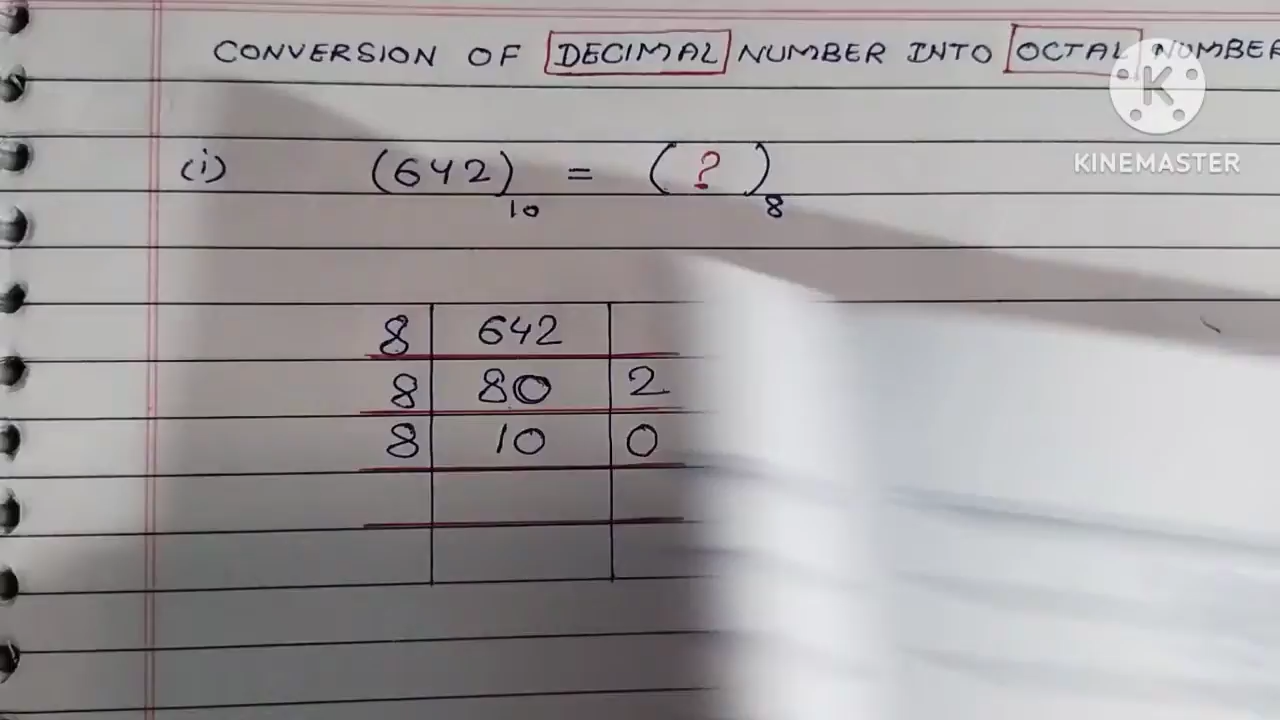 CONVERSION OF DECIMAL NUMBER INTO OCTAL NUMBER
K
KINEMASTER
(i) (642)10 = (?)8
8 642
8 80 2
8 10 0